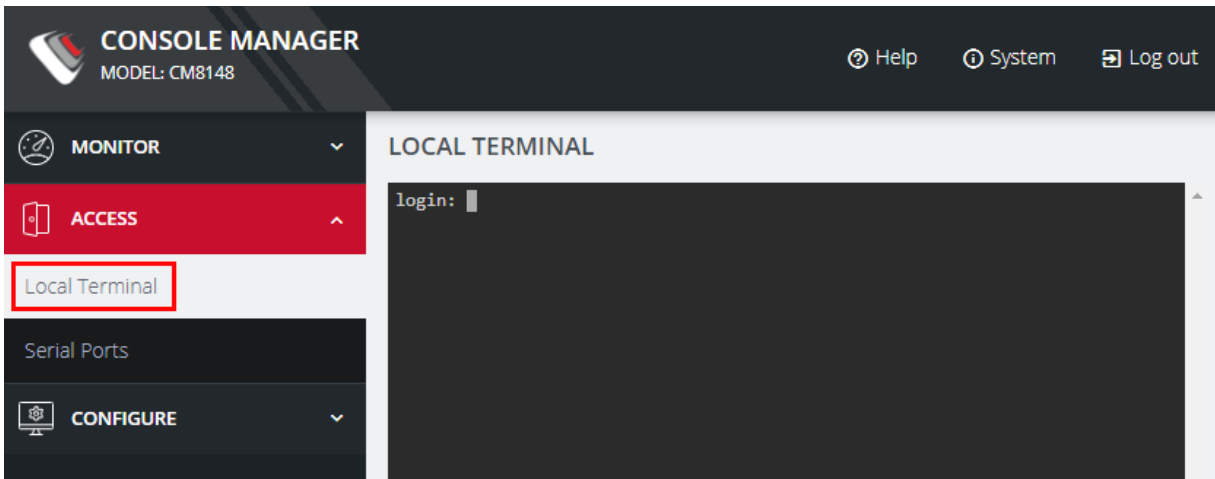 CONSOLE MANAGER
MODEL: CM8148
Help System Log out
MONITOR
ACCESS
Local Terminal
Serial Ports
CONFIGURE
LOCAL TERMINAL
login: